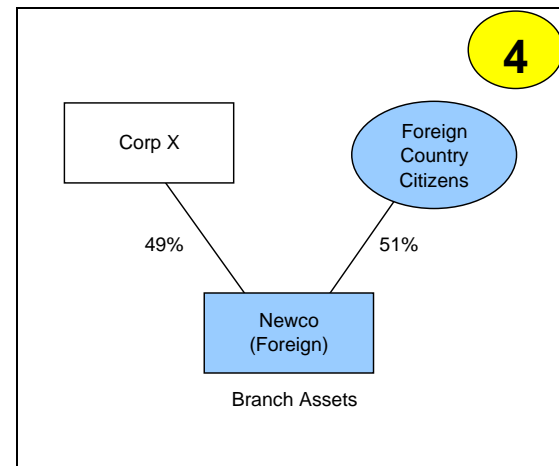 4
Corp X
Foreign
Country
Citizens
49%
51%
Newco
(Foreign)
Branch Assets